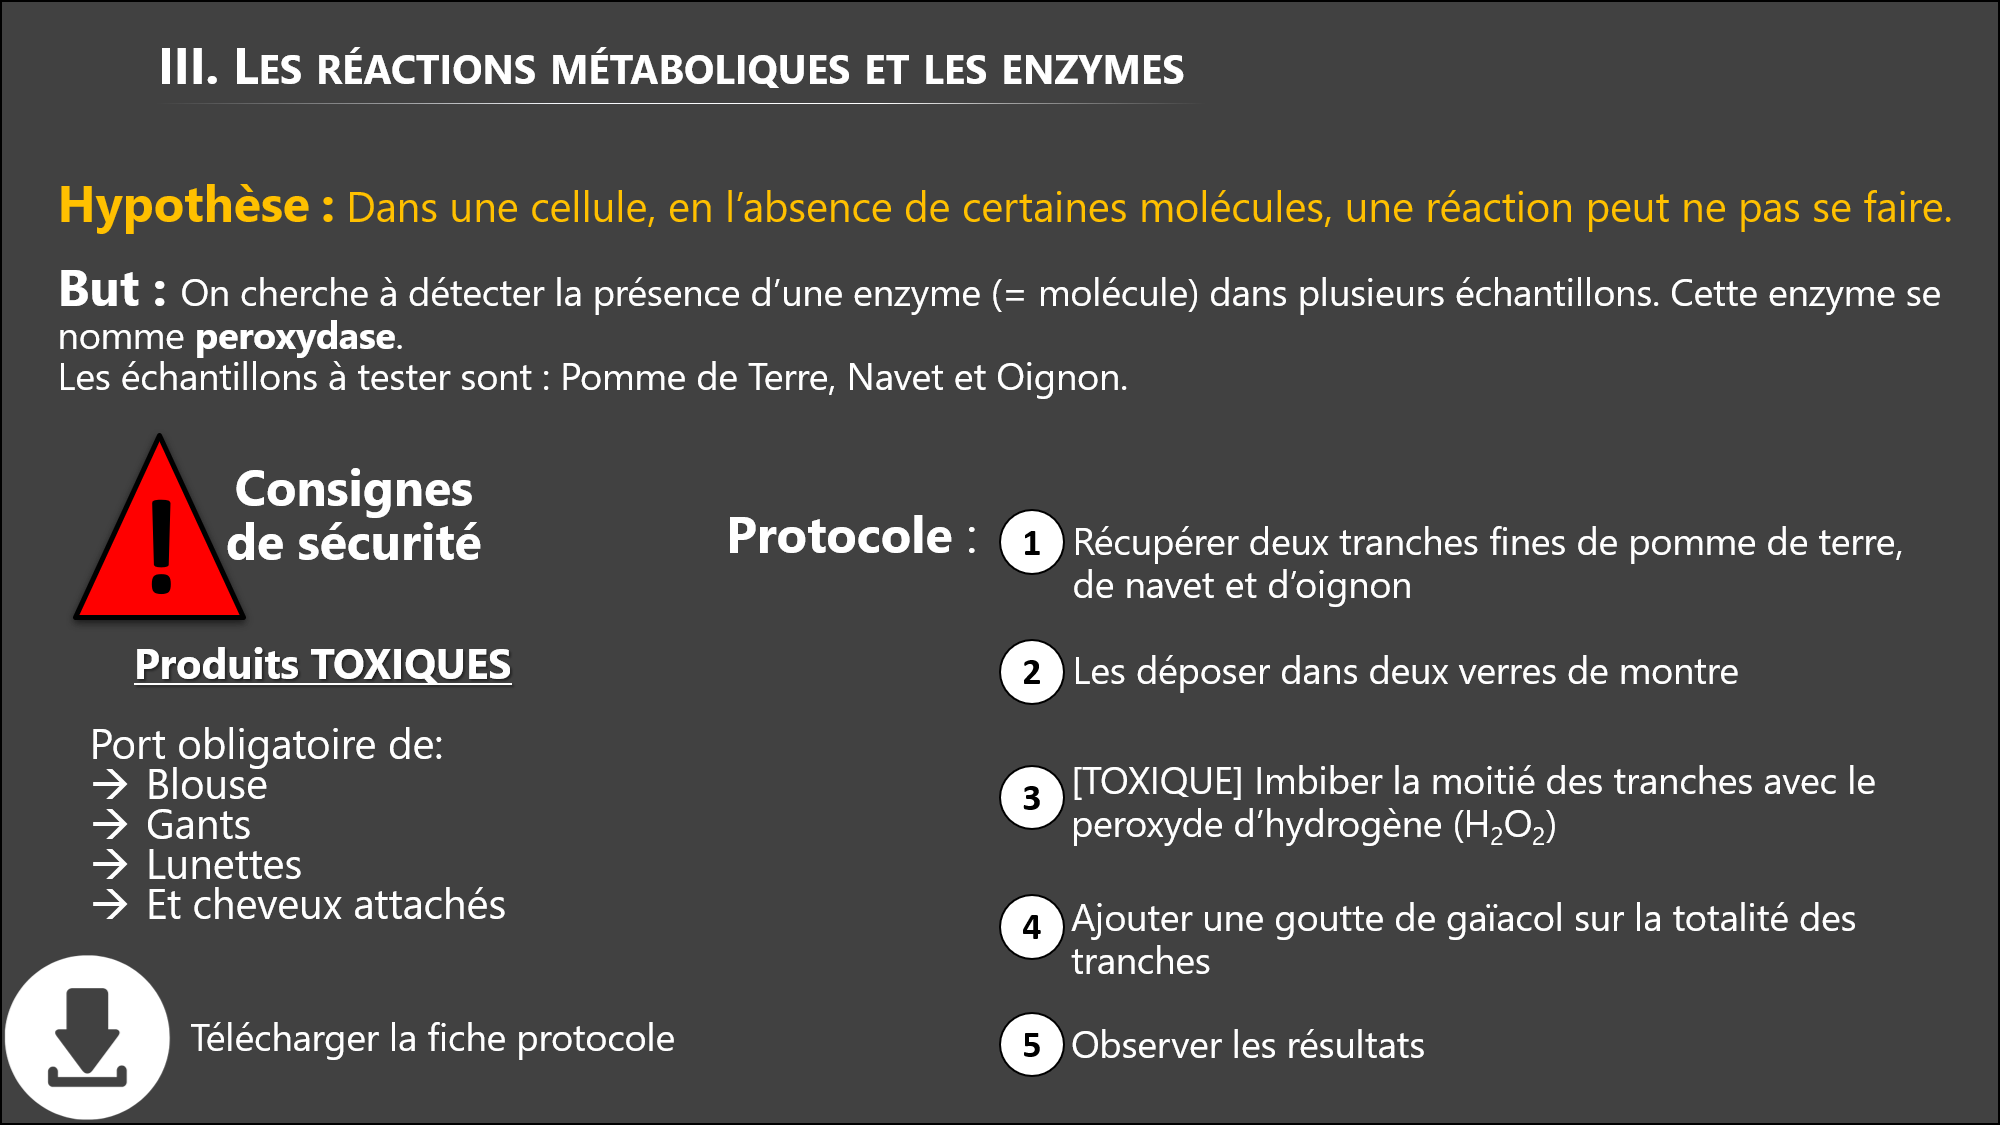 III. Les réactions métaboliques et les enzymes
Hypothèse : Dans une cellule, en l’absence de certaines molécules, une réaction peut ne pas se faire.
But : On cherche à détecter la présence d’une enzyme (= molécule) dans plusieurs échantillons. Cette enzyme se
nomme peroxydase.
Les échantillons à tester sont : Pomme de Terre, Navet et Oignon.
!
Consignes
de sécurité
Produits TOXIQUES
Port obligatoire de:
→ Blouse
→ Gants
→ Lunettes
→ Et cheveux attachés
Télécharger la fiche protocole
Protocole :
1 Récupérer deux tranches fines de pomme de terre,
de navet et d’oignon
2 Les déposer dans deux verres de montre
3 [TOXIQUE] Imbiber la moitié des tranches avec le
peroxyde d’hydrogène (H₂O₂)
4 Ajouter une goutte de gaïacol sur la totalité des
tranches
5 Observer les résultats